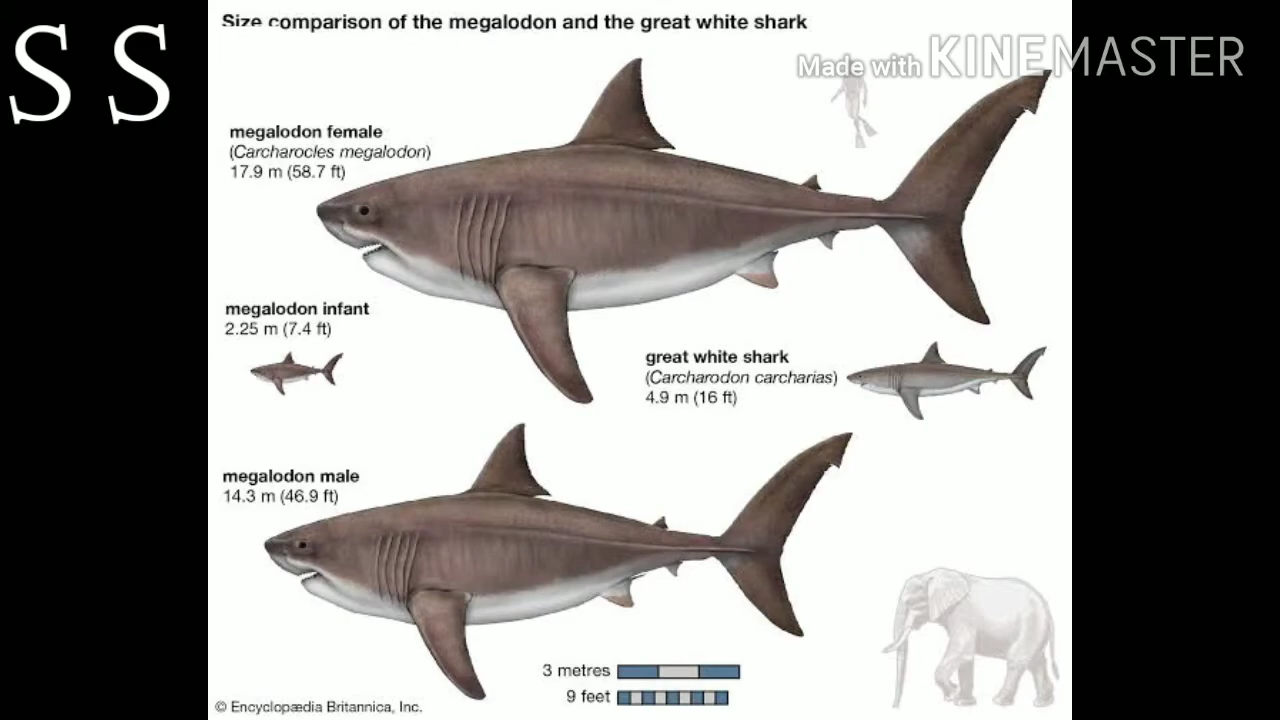 S S
Size comparison of the megalodon and the great white shark
Made with KINEMASTER
megalodon female
(Carcharocles megalodon)
17.9 m (58.7 ft)
megalodon infant
2.25 m (7.4 ft)
great white shark
(Carcharodon carcharias)
4.9 m (16 ft)
megalodon male
14.3 m (46.9 ft)
3 metres
9 feet
© Encyclopædia Britannica, Inc.